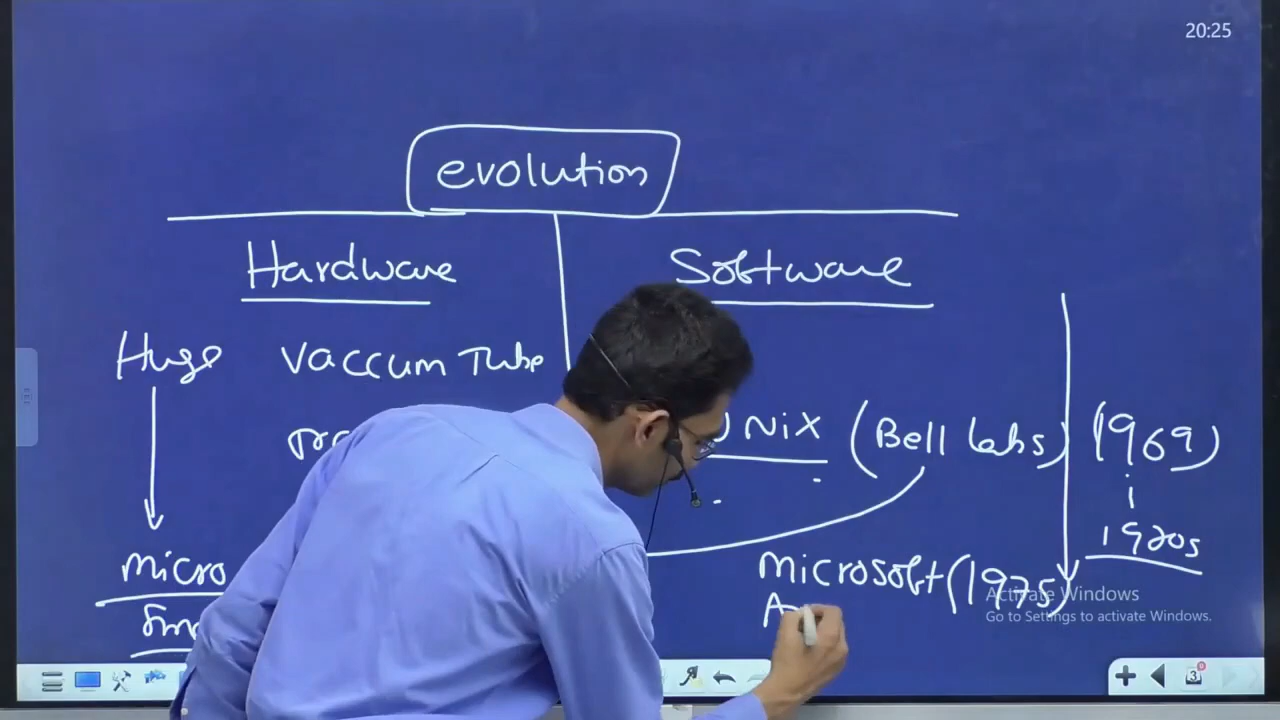 20:25
evolution
Hardware Software
Huge Vaccum Tube
NiX (Bell labs) (1969)
1970s
micro
Microsoft (1975)
A
Activate Windows
Go to Settings to activate Windows.